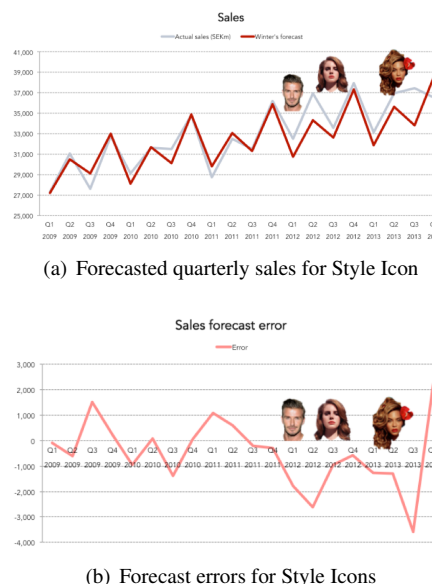 Sales
Actual sales (SEKm) Winter's forecast
41,000
39,000
37,000
35,000
33,000
31,000
29,000
27,000
25,000
Q1 Q2 Q3 Q4 Q1 Q2 Q3 Q4 Q1 Q2 Q3 Q4 Q1 Q2 Q3 Q4 Q1 Q2 Q3 Q4
2009 2009 2009 2009 2010 2010 2010 2010 2011 2011 2011 2011 2012 2012 2012 2012 2013 2013 2013 2013
(a) Forecasted quarterly sales for Style Icon
Sales forecast error
Error
3,000
2,000
1,000
0
-1,000
-2,000
-3,000
-4,000
Q1 Q2 Q3 Q4 Q1 Q2 Q3 Q4 Q1 Q2 Q3 Q4 Q1 Q2 Q3 Q4 Q1 Q2 Q3 Q4
2009 2009 2009 2009 2010 2010 2010 2010 2011 2011 2011 2011 2012 2012 2012 2012 2013 2013 2013 2013
(b) Forecast errors for Style Icons